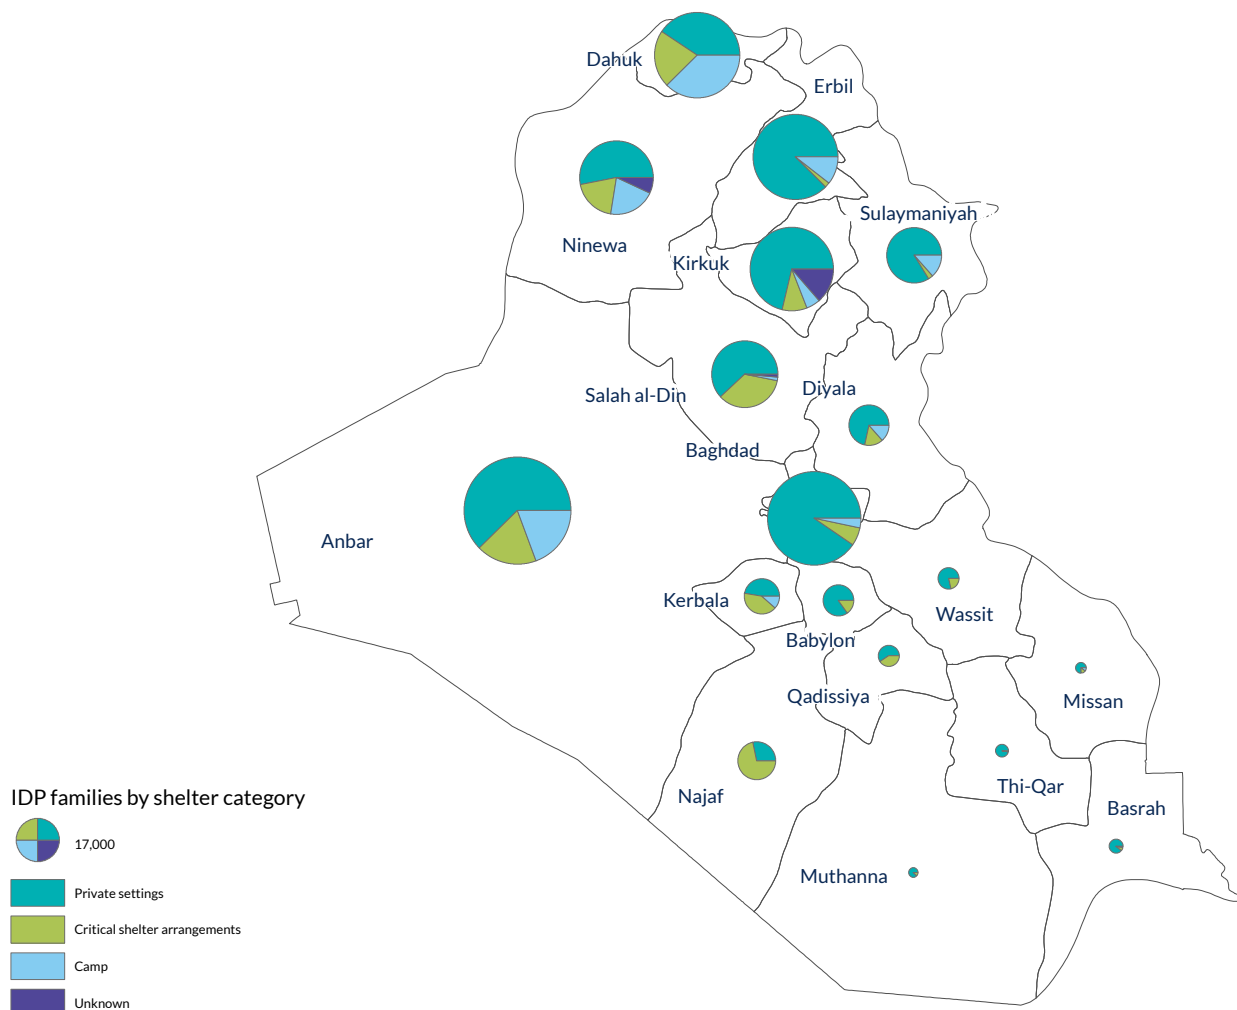 Dahuk
Erbil
Sulaymaniyah
Ninewa
Kirkuk
Diyala
Salah al-Din
Baghdad
Anbar
Kerbala
Wassit
Babylon
Qadissiya
Missan
Najaf
Thi-Qar
Basrah
Muthanna
IDP families by shelter category
17,000
Private settings
Critical shelter arrangements
Camp
Unknown